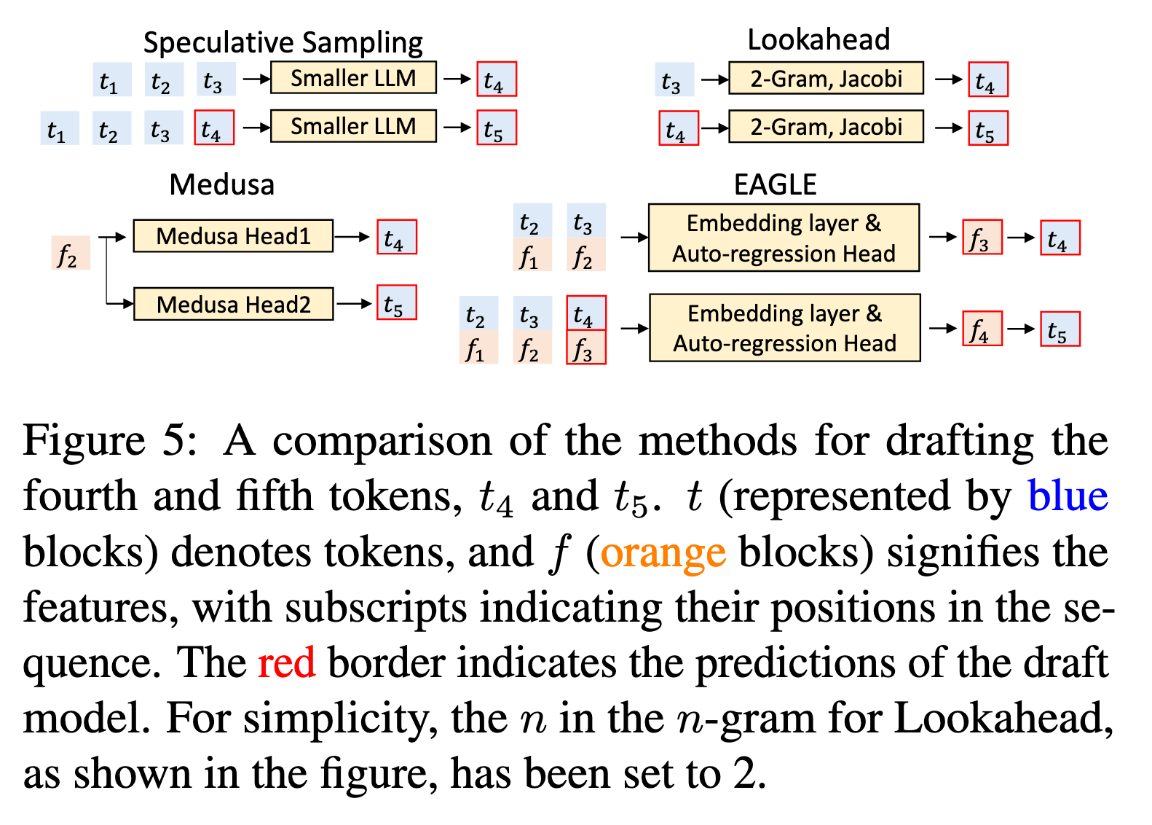 Speculative Sampling
t₁ t₂ t₃ Smaller LLM t₄
t₁ t₂ t₃ t₄ Smaller LLM t₅
Lookahead
t₃ 2-Gram, Jacobi t₄
t₄ 2-Gram, Jacobi t₅
Medusa
f₂
Medusa Head1 t₄
Medusa Head2 t₅
EAGLE
t₂ t₃
f₁ f₂
Embedding layer &
Auto-regression Head
f₃ t₄
t₂ t₃ t₄
f₁ f₂ f₃
Embedding layer &
Auto-regression Head
f₄ t₅
Figure 5: A comparison of the methods for drafting the
fourth and fifth tokens, t₄ and t₅. t (represented by blue
blocks) denotes tokens, and f (orange blocks) signifies the
features, with subscripts indicating their positions in the se-
quence. The red border indicates the predictions of the draft
model. For simplicity, the n in the n-gram for Lookahead,
as shown in the figure, has been set to 2.